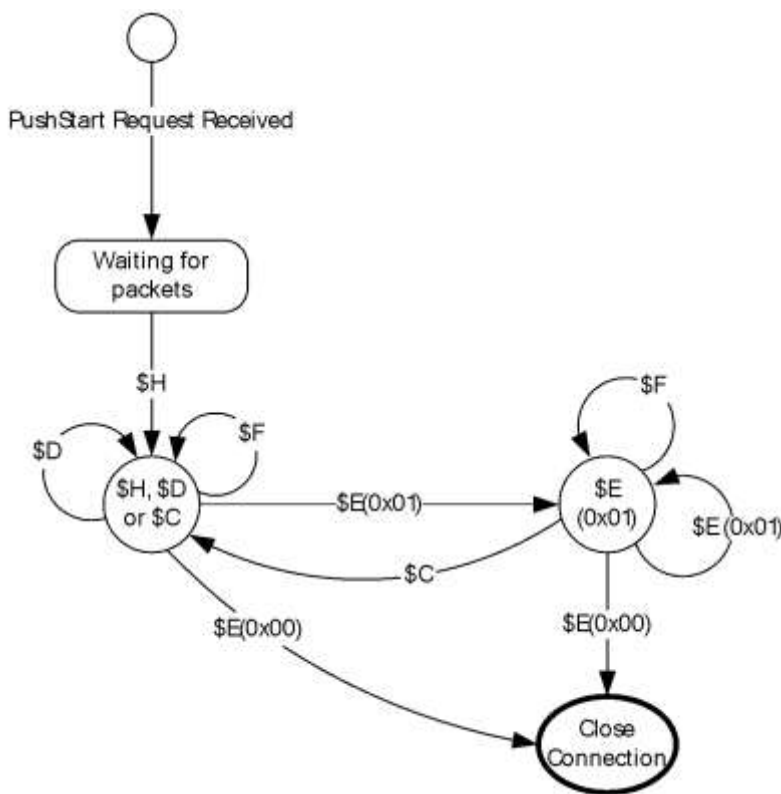 PushStart Request Received
Waiting for
packets
$H
$D
$F
$H, $D
or $C
$E(0x01)
$C
$F
$E
(0x01)
$E(0x01)
$E(0x00)
$E(0x00)
Close
Connection